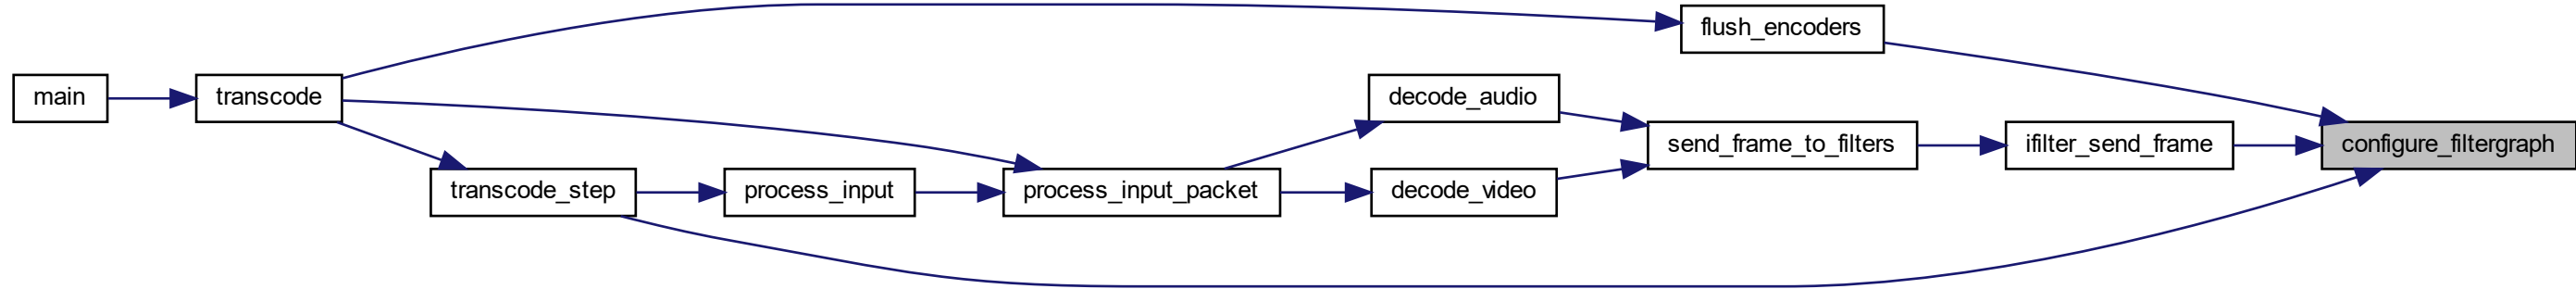 flush_encoders
main
transcode
decode_audio
send_frame_to_filters
ifilter_send_frame
configure_filtergraph
transcode_step
process_input
process_input_packet
decode_video